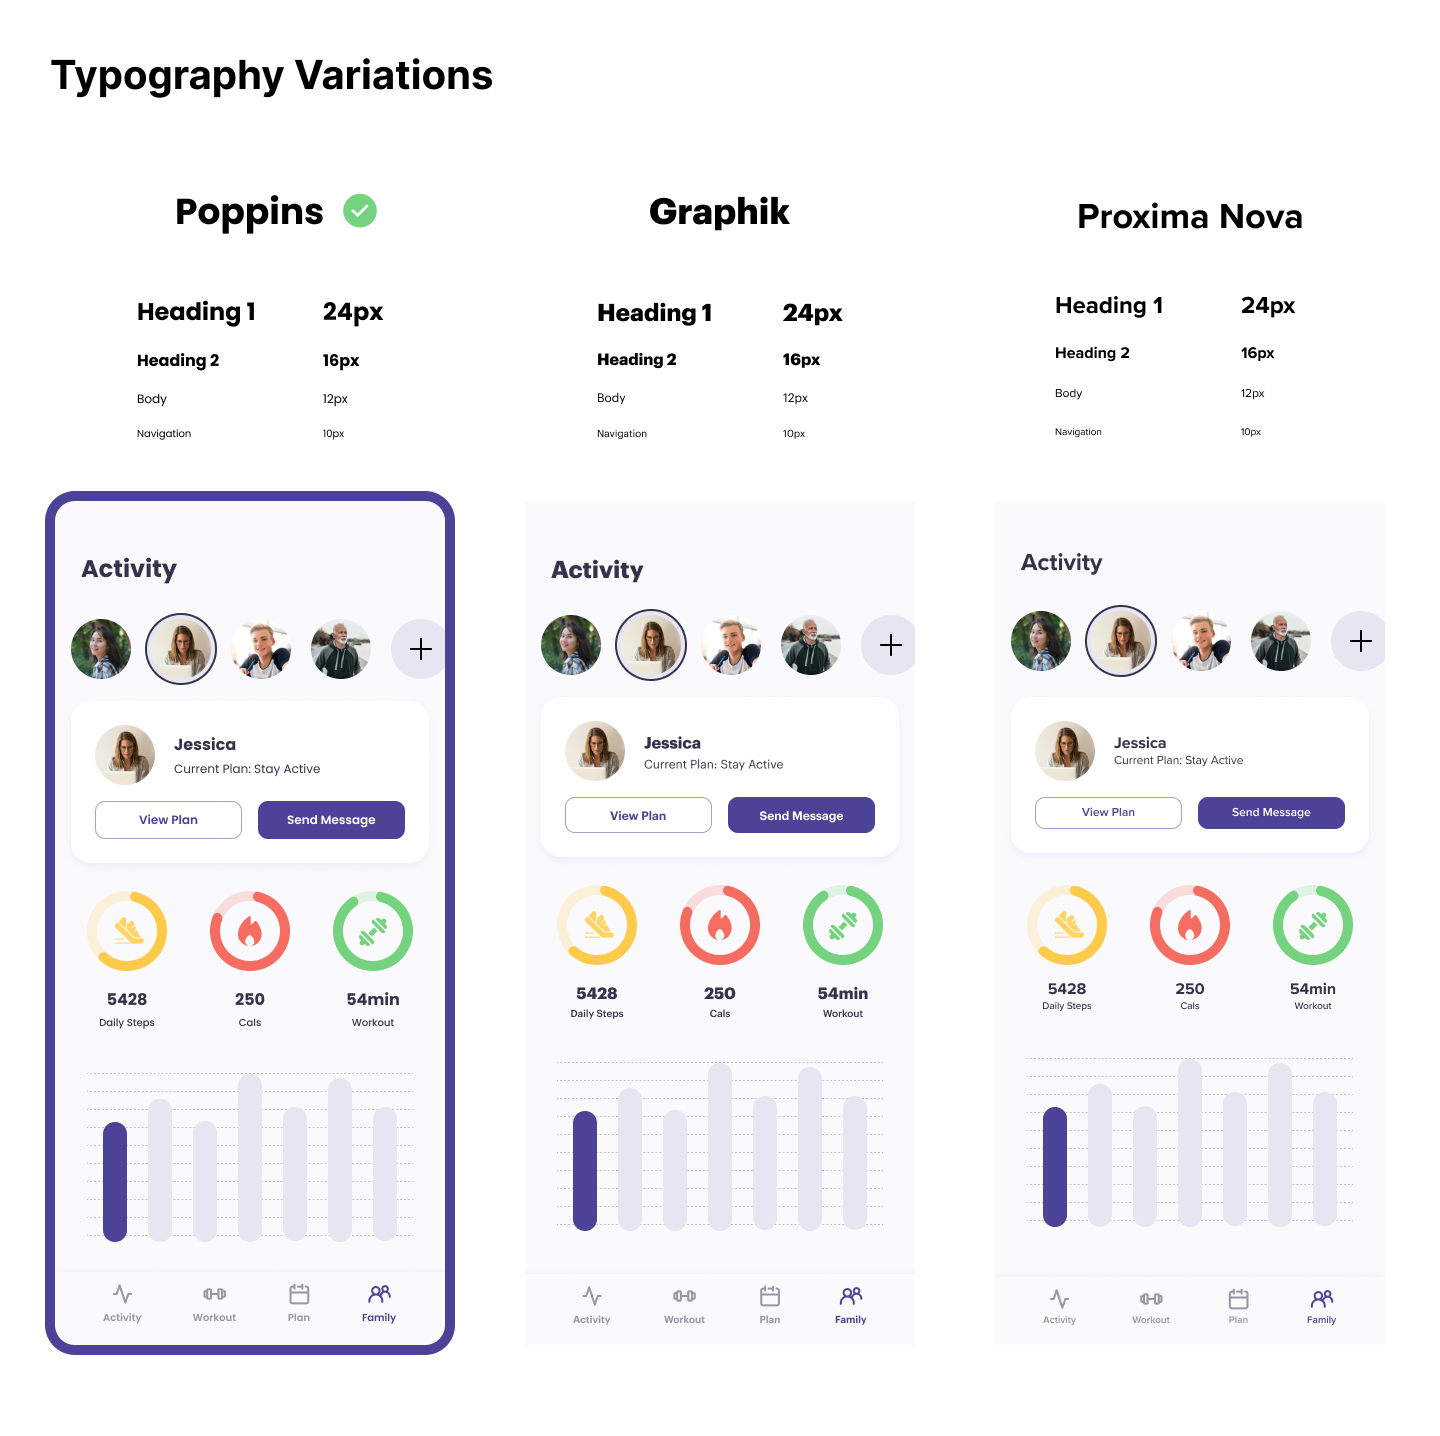 Typography Variations
Poppins
Heading 1 24px
Heading 2 16px
Body 12px
Navigation 10px
Activity
Jessica
Current Plan: Stay Active
View Plan Send Message
5428 250 54min
Daily Steps Cals Workout
Activity Workout Plan Family
Graphik
Heading 1 24px
Heading 2 16px
Body 12px
Navigation 10px
Activity
Jessica
Current Plan: Stay Active
View Plan Send Message
5428 250 54min
Daily Steps Cals Workout
Activity Workout Plan Family
Proxima Nova
Heading 1 24px
Heading 2 16px
Body 12px
Navigation 10px
Activity
Jessica
Current Plan: Stay Active
View Plan Send Message
5428 250 54min
Daily Steps Cals Workout
Activity Workout Plan Family